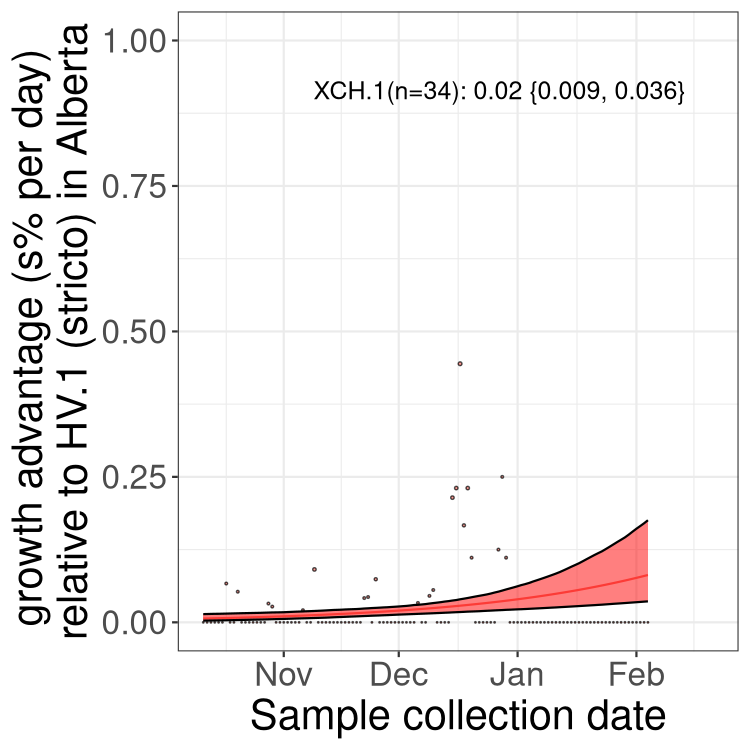 growth advantage (s% per day)
relative to HV.1 (stricto) in Alberta
1.00
0.75
0.50
0.25
0.00
XCH.1(n=34): 0.02 {0.009, 0.036}
Nov Dec Jan Feb
Sample collection date